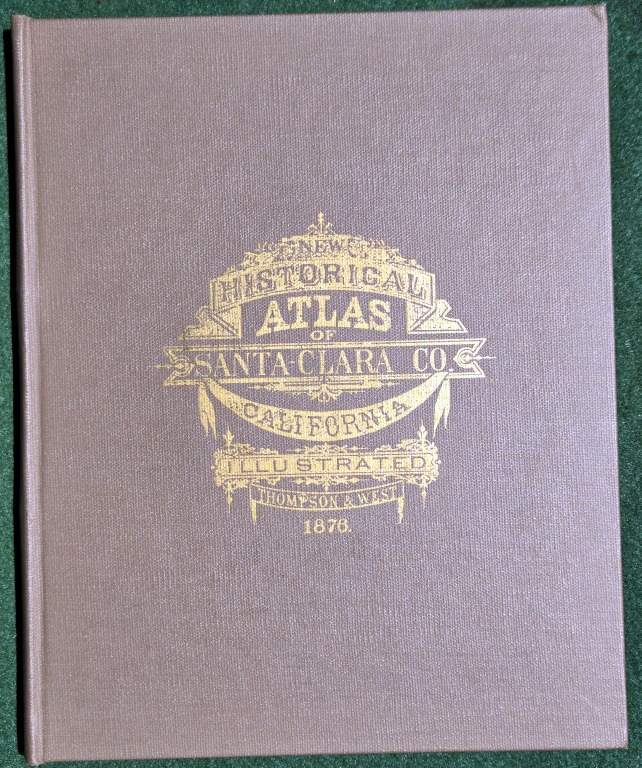 NEW
HISTORICAL
ATLAS
OF
SANTA-CLARA CO.
CALIFORNIA
ILLUSTRATED
THOMPSON & WEST
1876.